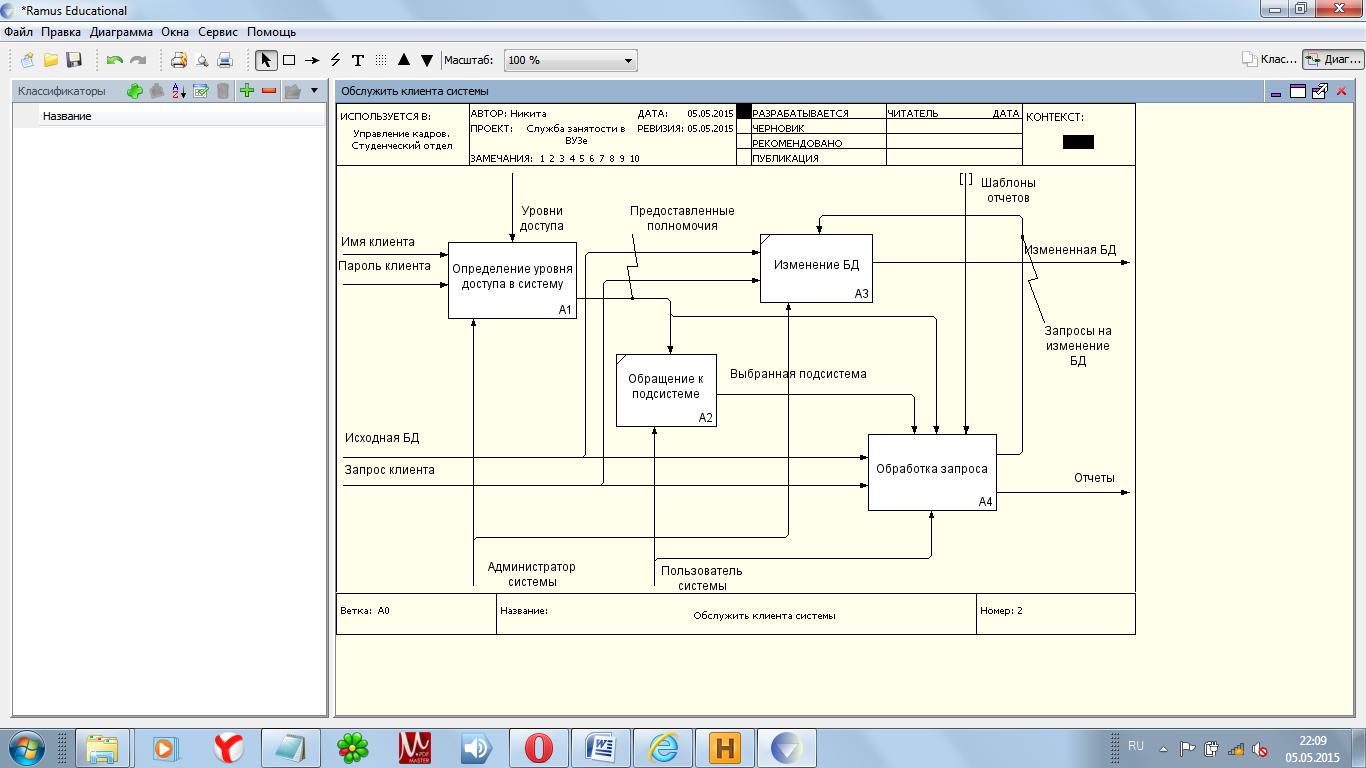 *Ramus Educational
Файл Правка Диаграмма Окна Сервис Помощь
Масштаб: 100 %
Клас... Диаг...
Классификаторы
Название
Обслужить клиента системы
ИСПОЛЬЗУЕТСЯ В:
Управление кадров.
Студенческий отдел
АВТОР: Никита
ДАТА: 05.05.2015
ПРОЕКТ: Служба занятости в
ВУЗе
РЕВИЗИЯ: 05.05.2015
ЗАМЕЧАНИЯ: 1 2 3 4 5 6 7 8 9 10
РАЗРАБАТЫВАЕТСЯ
ЧЕРНОВИК
РЕКОМЕНДОВАНО
ПУБЛИКАЦИЯ
ЧИТАТЕЛЬ ДАТА
КОНТЕКСТ:
[ ] Шаблоны
отчетов
Уровни
доступа
Предоставленные
полномочия
Имя клиента
Пароль клиента
Определение уровня
доступа в систему
A1
Изменение БД
A3
Измененная БД
Запросы на
изменение
БД
Обращение к
подсистеме
A2
Выбранная подсистема
Исходная БД
Запрос клиента
Обработка запроса
A4
Отчеты
Администратор
системы
Пользователь
системы
Ветка: A0
Название: Обслужить клиента системы
Номер: 2
PDF
MASTER
W
H
RU
22:09
05.05.2015